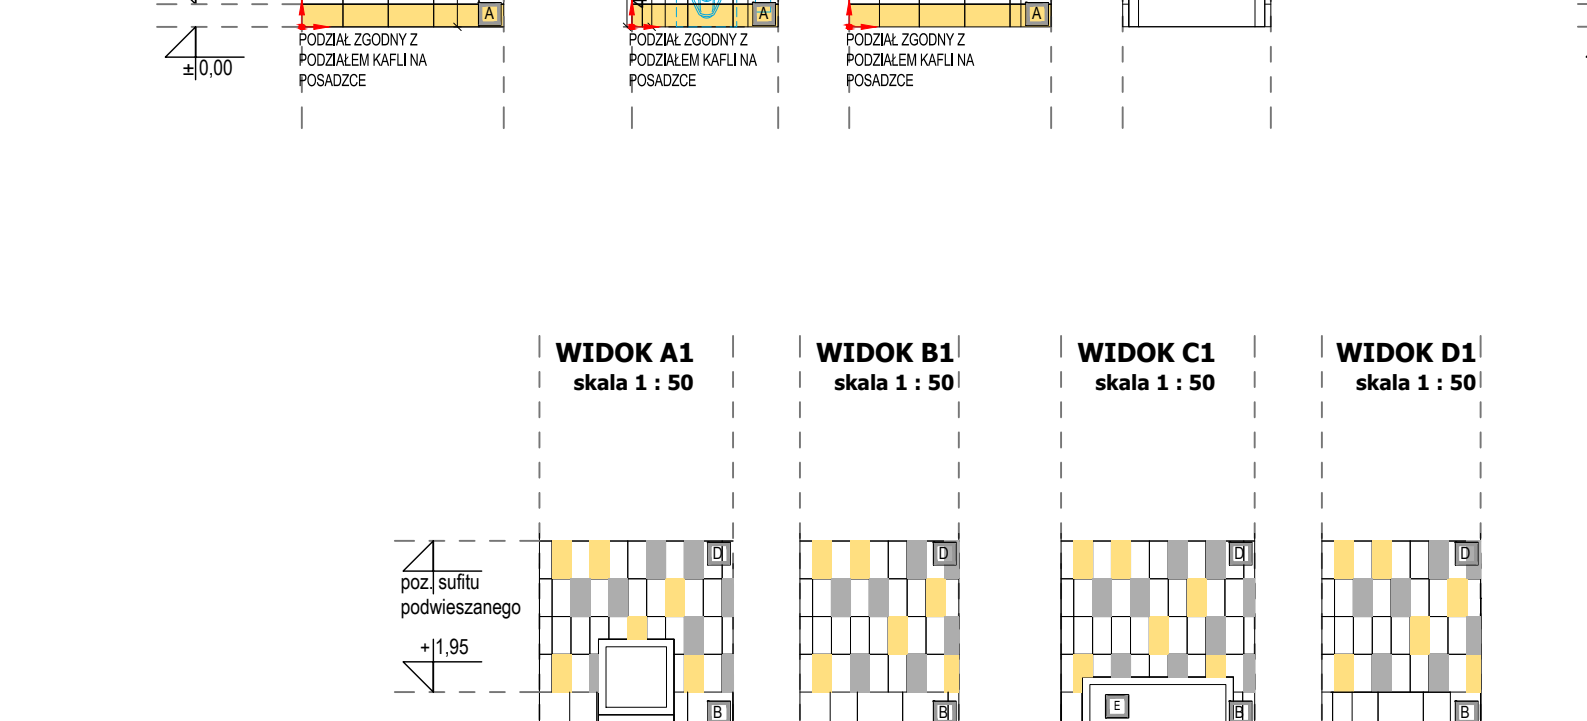 A A A
±0,00
PODZIAŁ ZGODNY Z
PODZIAŁEM KAFLI NA
POSADZCE
PODZIAŁ ZGODNY Z
PODZIAŁEM KAFLI NA
POSADZCE
PODZIAŁ ZGODNY Z
PODZIAŁEM KAFLI NA
POSADZCE
WIDOK A1
skala 1 : 50
WIDOK B1
skala 1 : 50
WIDOK C1
skala 1 : 50
WIDOK D1
skala 1 : 50
D D D D
poz. sufitu
podwieszanego
+1,95
E
B B B B